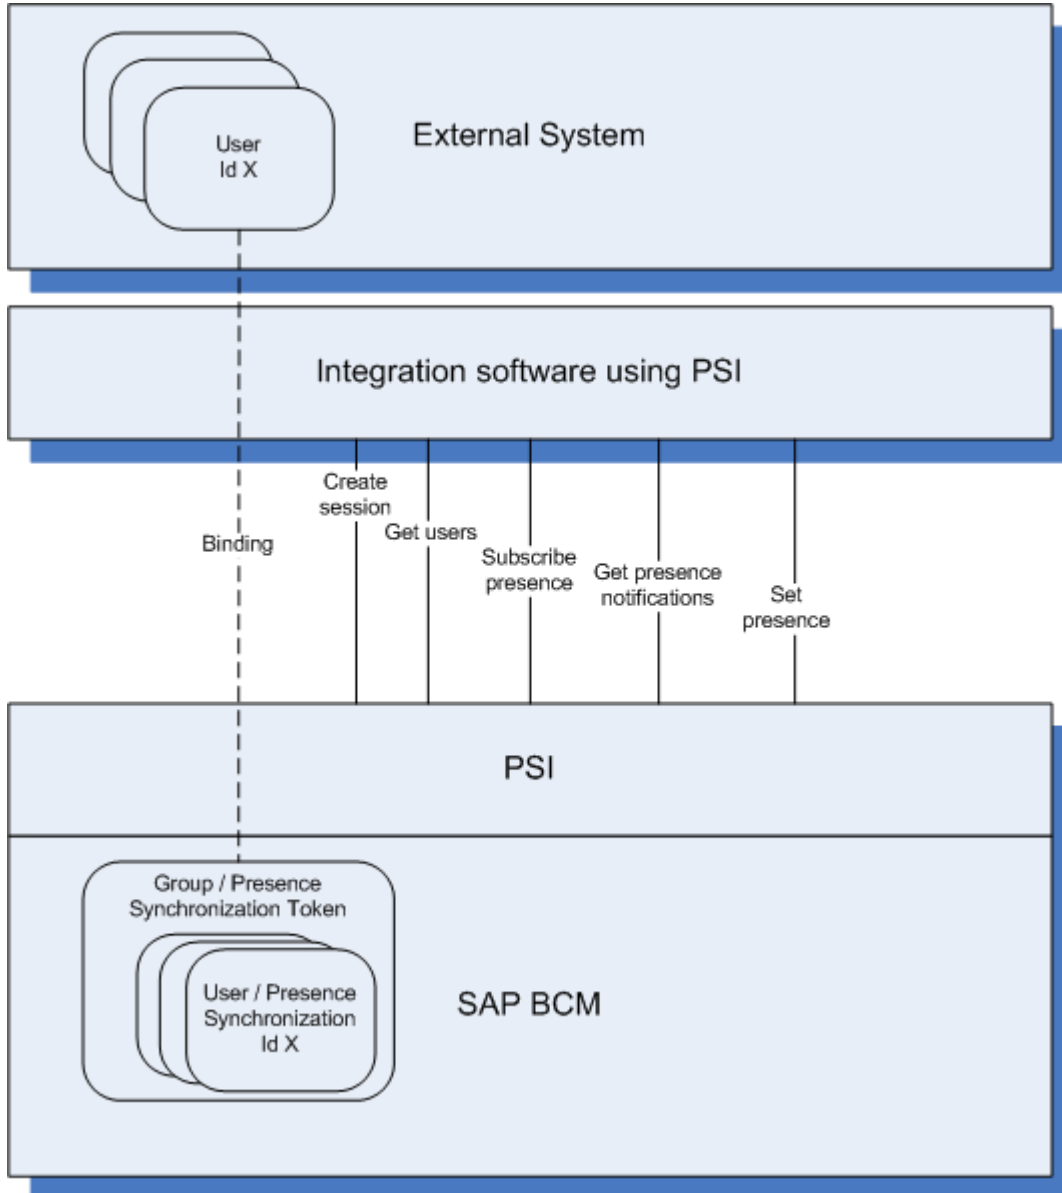 User
Id X
External System
Integration software using PSI
Create
session
Get users
Binding
Subscribe
presence
Get presence
notifications
Set
presence
PSI
Group / Presence
Synchronization Token
User / Presence
Synchronization
Id X
SAP BCM